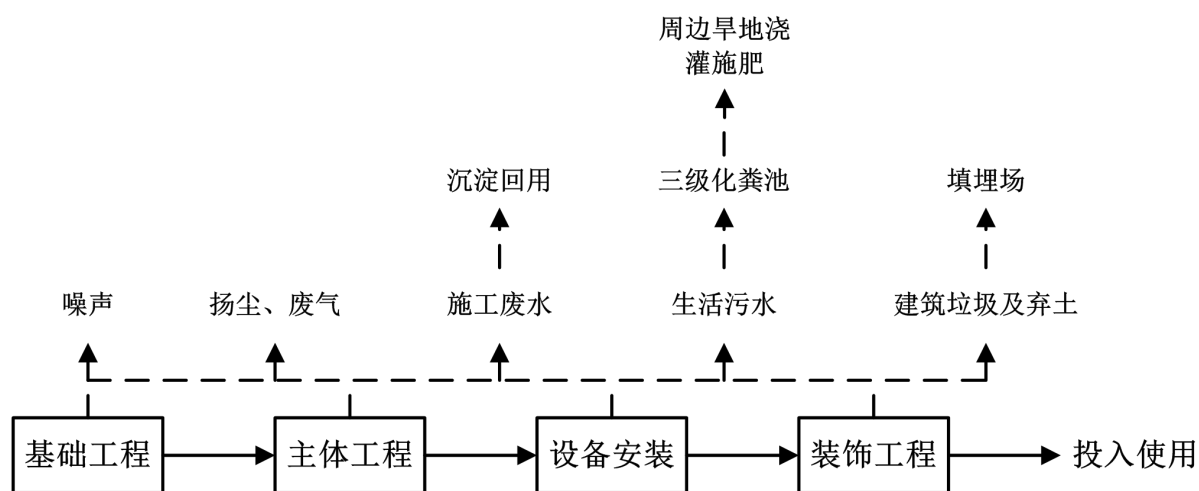 周边旱地浇
灌施肥
沉淀回用
三级化粪池
填埋场
噪声
扬尘、废气
施工废水
生活污水
建筑垃圾及弃土
基础工程
主体工程
设备安装
装饰工程
投入使用